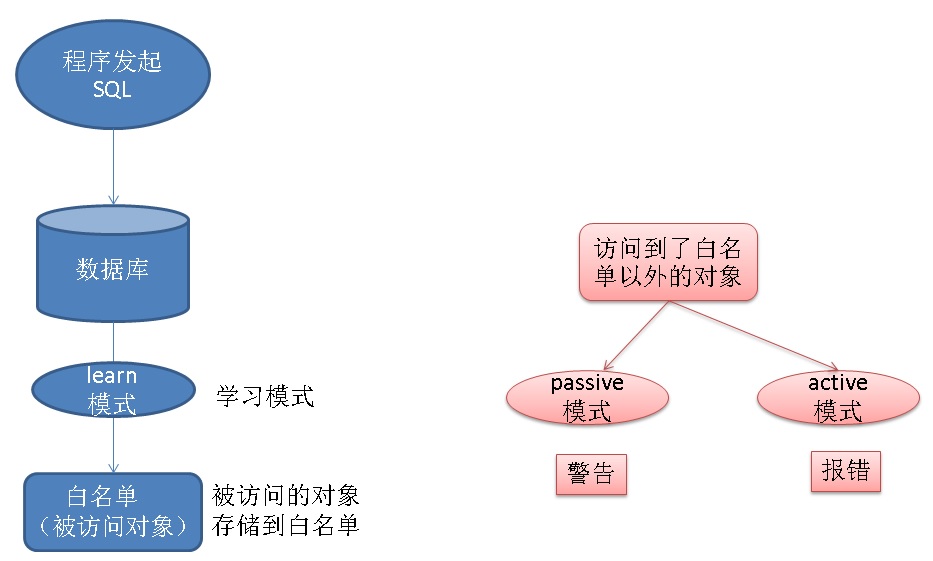 程序发起
SQL
数据库
learn
模式
学习模式
白名单
（被访问对象）
被访问的对象
存储到白名单
访问到了白名
单以外的对象
passive
模式
active
模式
警告
报错